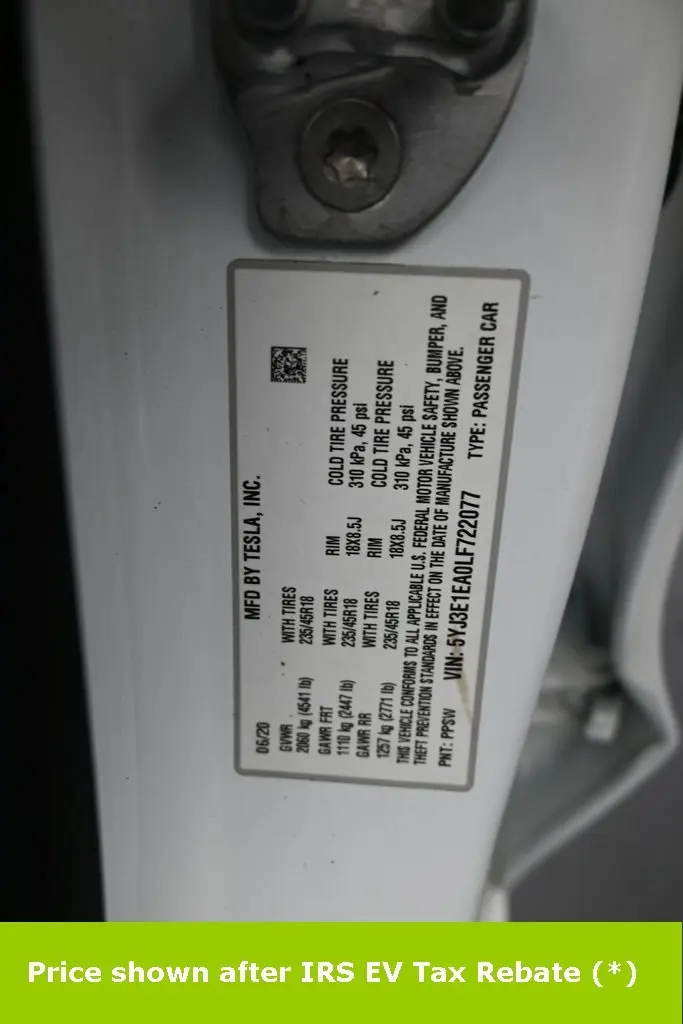 MFD BY TESLA, INC.
06/20
GVWR
2060 kg (4541 lb)
WITH TIRES
235/45R18
GAWR FRT
1110 kg (2447 lb)
WITH TIRES
235/45R18
RIM
18X8.5J
COLD TIRE PRESSURE
310 kPa, 45 psi
GAWR RR
1257 kg (2771 lb)
WITH TIRES
235/45R18
RIM
18X8.5J
COLD TIRE PRESSURE
310 kPa, 45 psi
THIS VEHICLE CONFORMS TO ALL APPLICABLE U.S. FEDERAL MOTOR VEHICLE SAFETY, BUMPER, AND
THEFT PREVENTION STANDARDS IN EFFECT ON THE DATE OF MANUFACTURE SHOWN ABOVE.
PNT: PPSW
VIN: 5YJ3E1EA0LF722077
TYPE: PASSENGER CAR
Price shown after IRS EV Tax Rebate (*)